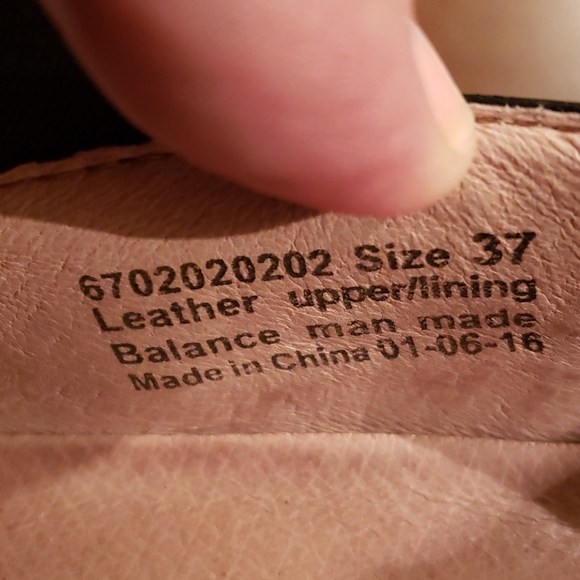 6702020202 Size 37
Leather upper/lining
Balance man made
Made in China 01-06-16